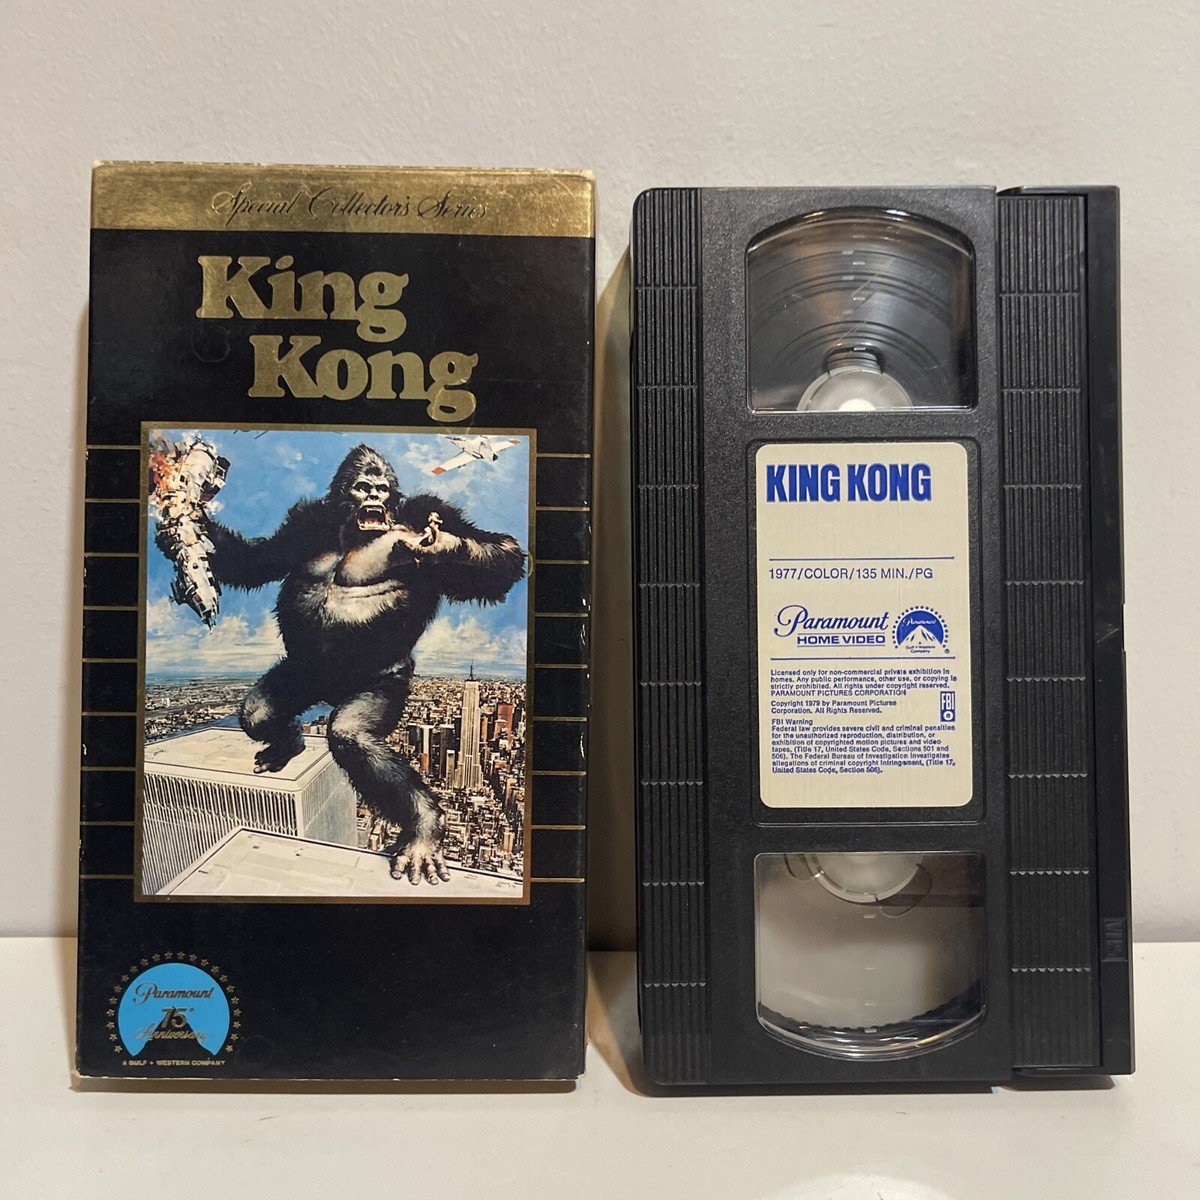 Special Collector's Series
King
Kong
Paramount
75th
Anniversary
A GULF + WESTERN COMPANY
KING KONG
1977/COLOR/135 MIN./PG
Paramount
HOME VIDEO
Paramount
Gulf + Western
Company
®
Licensed only for non-commercial private exhibition in
homes. Any public performance, other use, or copying is
strictly prohibited. All rights under copyright reserved.
PARAMOUNT PICTURES CORPORATION
Copyright 1979 by Paramount Pictures
Corporation. All Rights Reserved.
FBI
FBI Warning
Federal law provides severe civil and criminal penalties
for the unauthorized reproduction, distribution, or
exhibition of copyrighted motion pictures and video
tapes, (Title 17, United States Code, Sections 501 and
506). The Federal Bureau of Investigation investigates
allegations of criminal copyright infringement, (Title 17,
United States Code, Section 506).
VHS